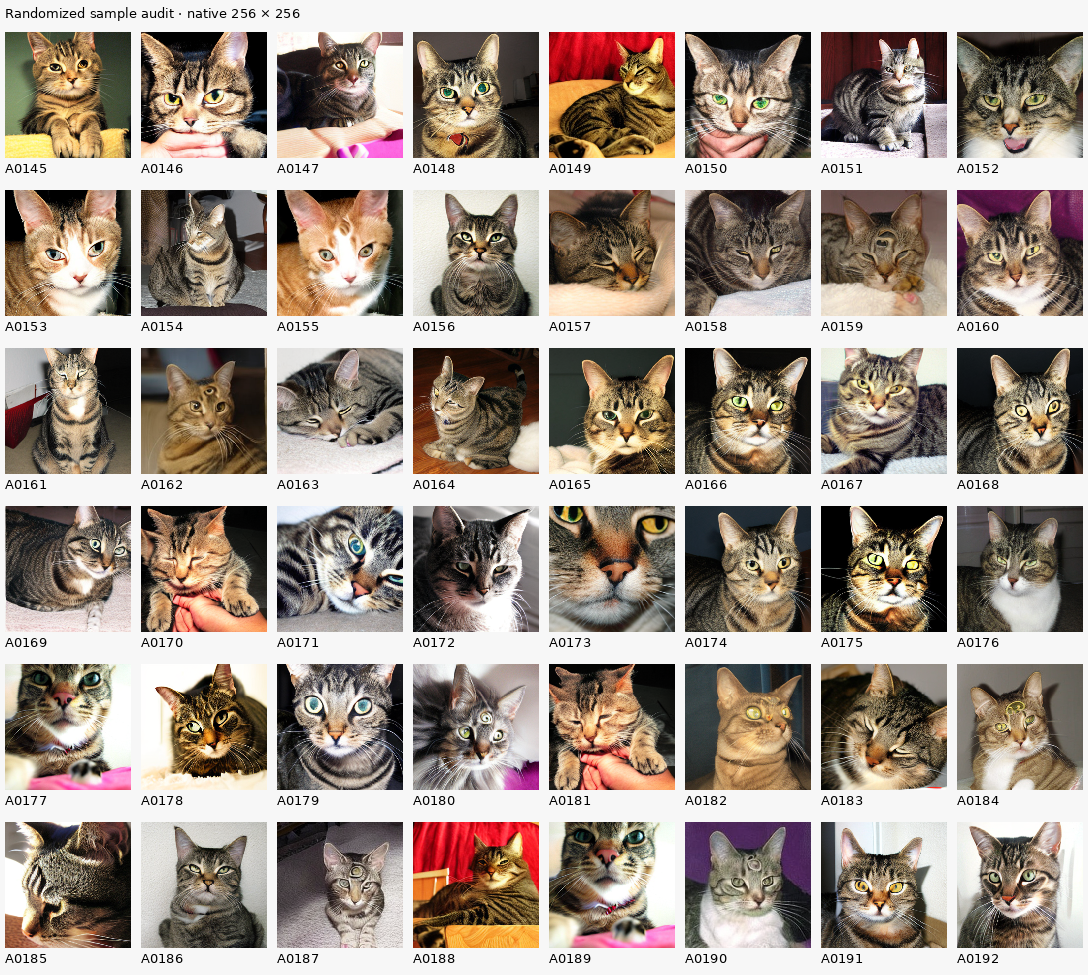 Randomized sample audit · native 256 × 256
A0145 A0146 A0147 A0148 A0149 A0150 A0151 A0152
A0153 A0154 A0155 A0156 A0157 A0158 A0159 A0160
A0161 A0162 A0163 A0164 A0165 A0166 A0167 A0168
A0169 A0170 A0171 A0172 A0173 A0174 A0175 A0176
A0177 A0178 A0179 A0180 A0181 A0182 A0183 A0184
A0185 A0186 A0187 A0188 A0189 A0190 A0191 A0192